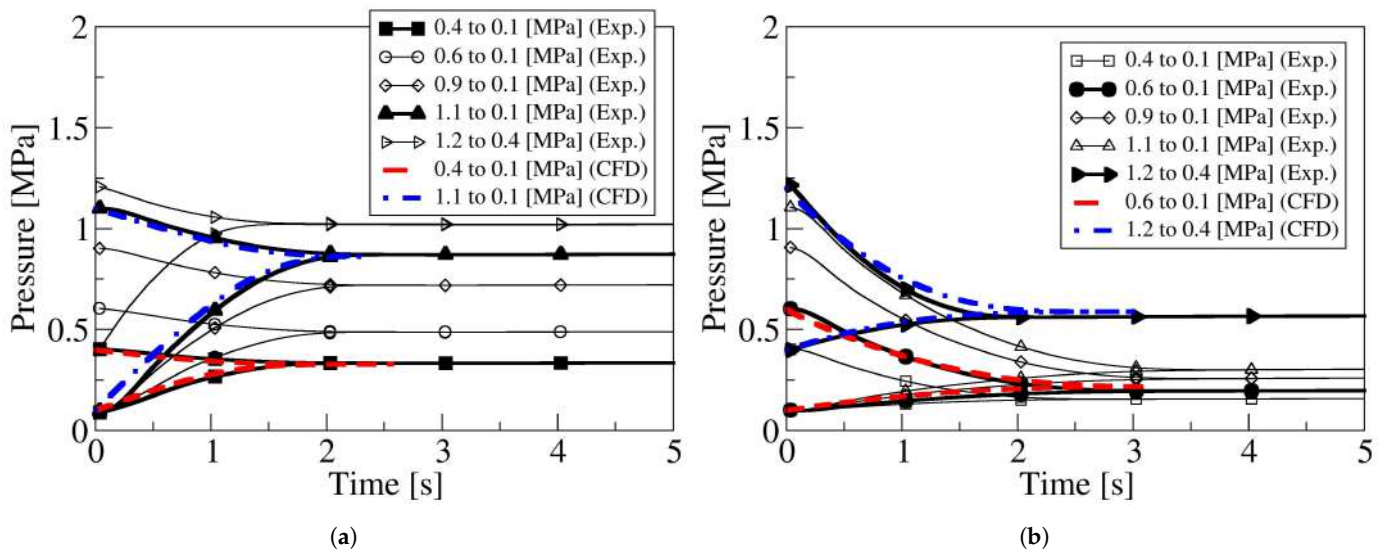 2
1.5
1
0.5
0
Pressure [MPa]
0.4 to 0.1 [MPa] (Exp.)
0.6 to 0.1 [MPa] (Exp.)
0.9 to 0.1 [MPa] (Exp.)
1.1 to 0.1 [MPa] (Exp.)
1.2 to 0.4 [MPa] (Exp.)
0.4 to 0.1 [MPa] (CFD)
1.1 to 0.1 [MPa] (CFD)
0 1 2 3 4 5
Time [s]
(a)
2
1.5
1
0.5
0
Pressure [MPa]
0.4 to 0.1 [MPa] (Exp.)
0.6 to 0.1 [MPa] (Exp.)
0.9 to 0.1 [MPa] (Exp.)
1.1 to 0.1 [MPa] (Exp.)
1.2 to 0.4 [MPa] (Exp.)
0.6 to 0.1 [MPa] (CFD)
1.2 to 0.4 [MPa] (CFD)
0 1 2 3 4 5
Time [s]
(b)